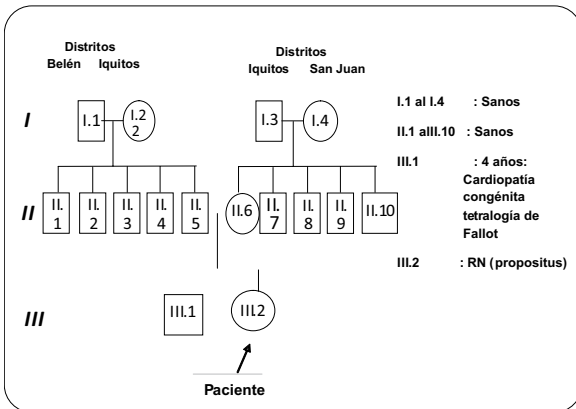 Distritos
Belén Iquitos
Distritos
Iquitos San Juan
I
I.1
I.2
2
I.3
I.4
I.1 al I.4 : Sanos
II.1 alII.10 : Sanos
III.1 : 4 años:
Cardiopatía
congénita
tetralogía de
Fallot
II
II.
1
II.
2
II.
3
II.
4
II.
5
II.6
II.
7
II.
8
II.
9
II.10
III.2 : RN (propositus)
III
III.1
III.2
Paciente